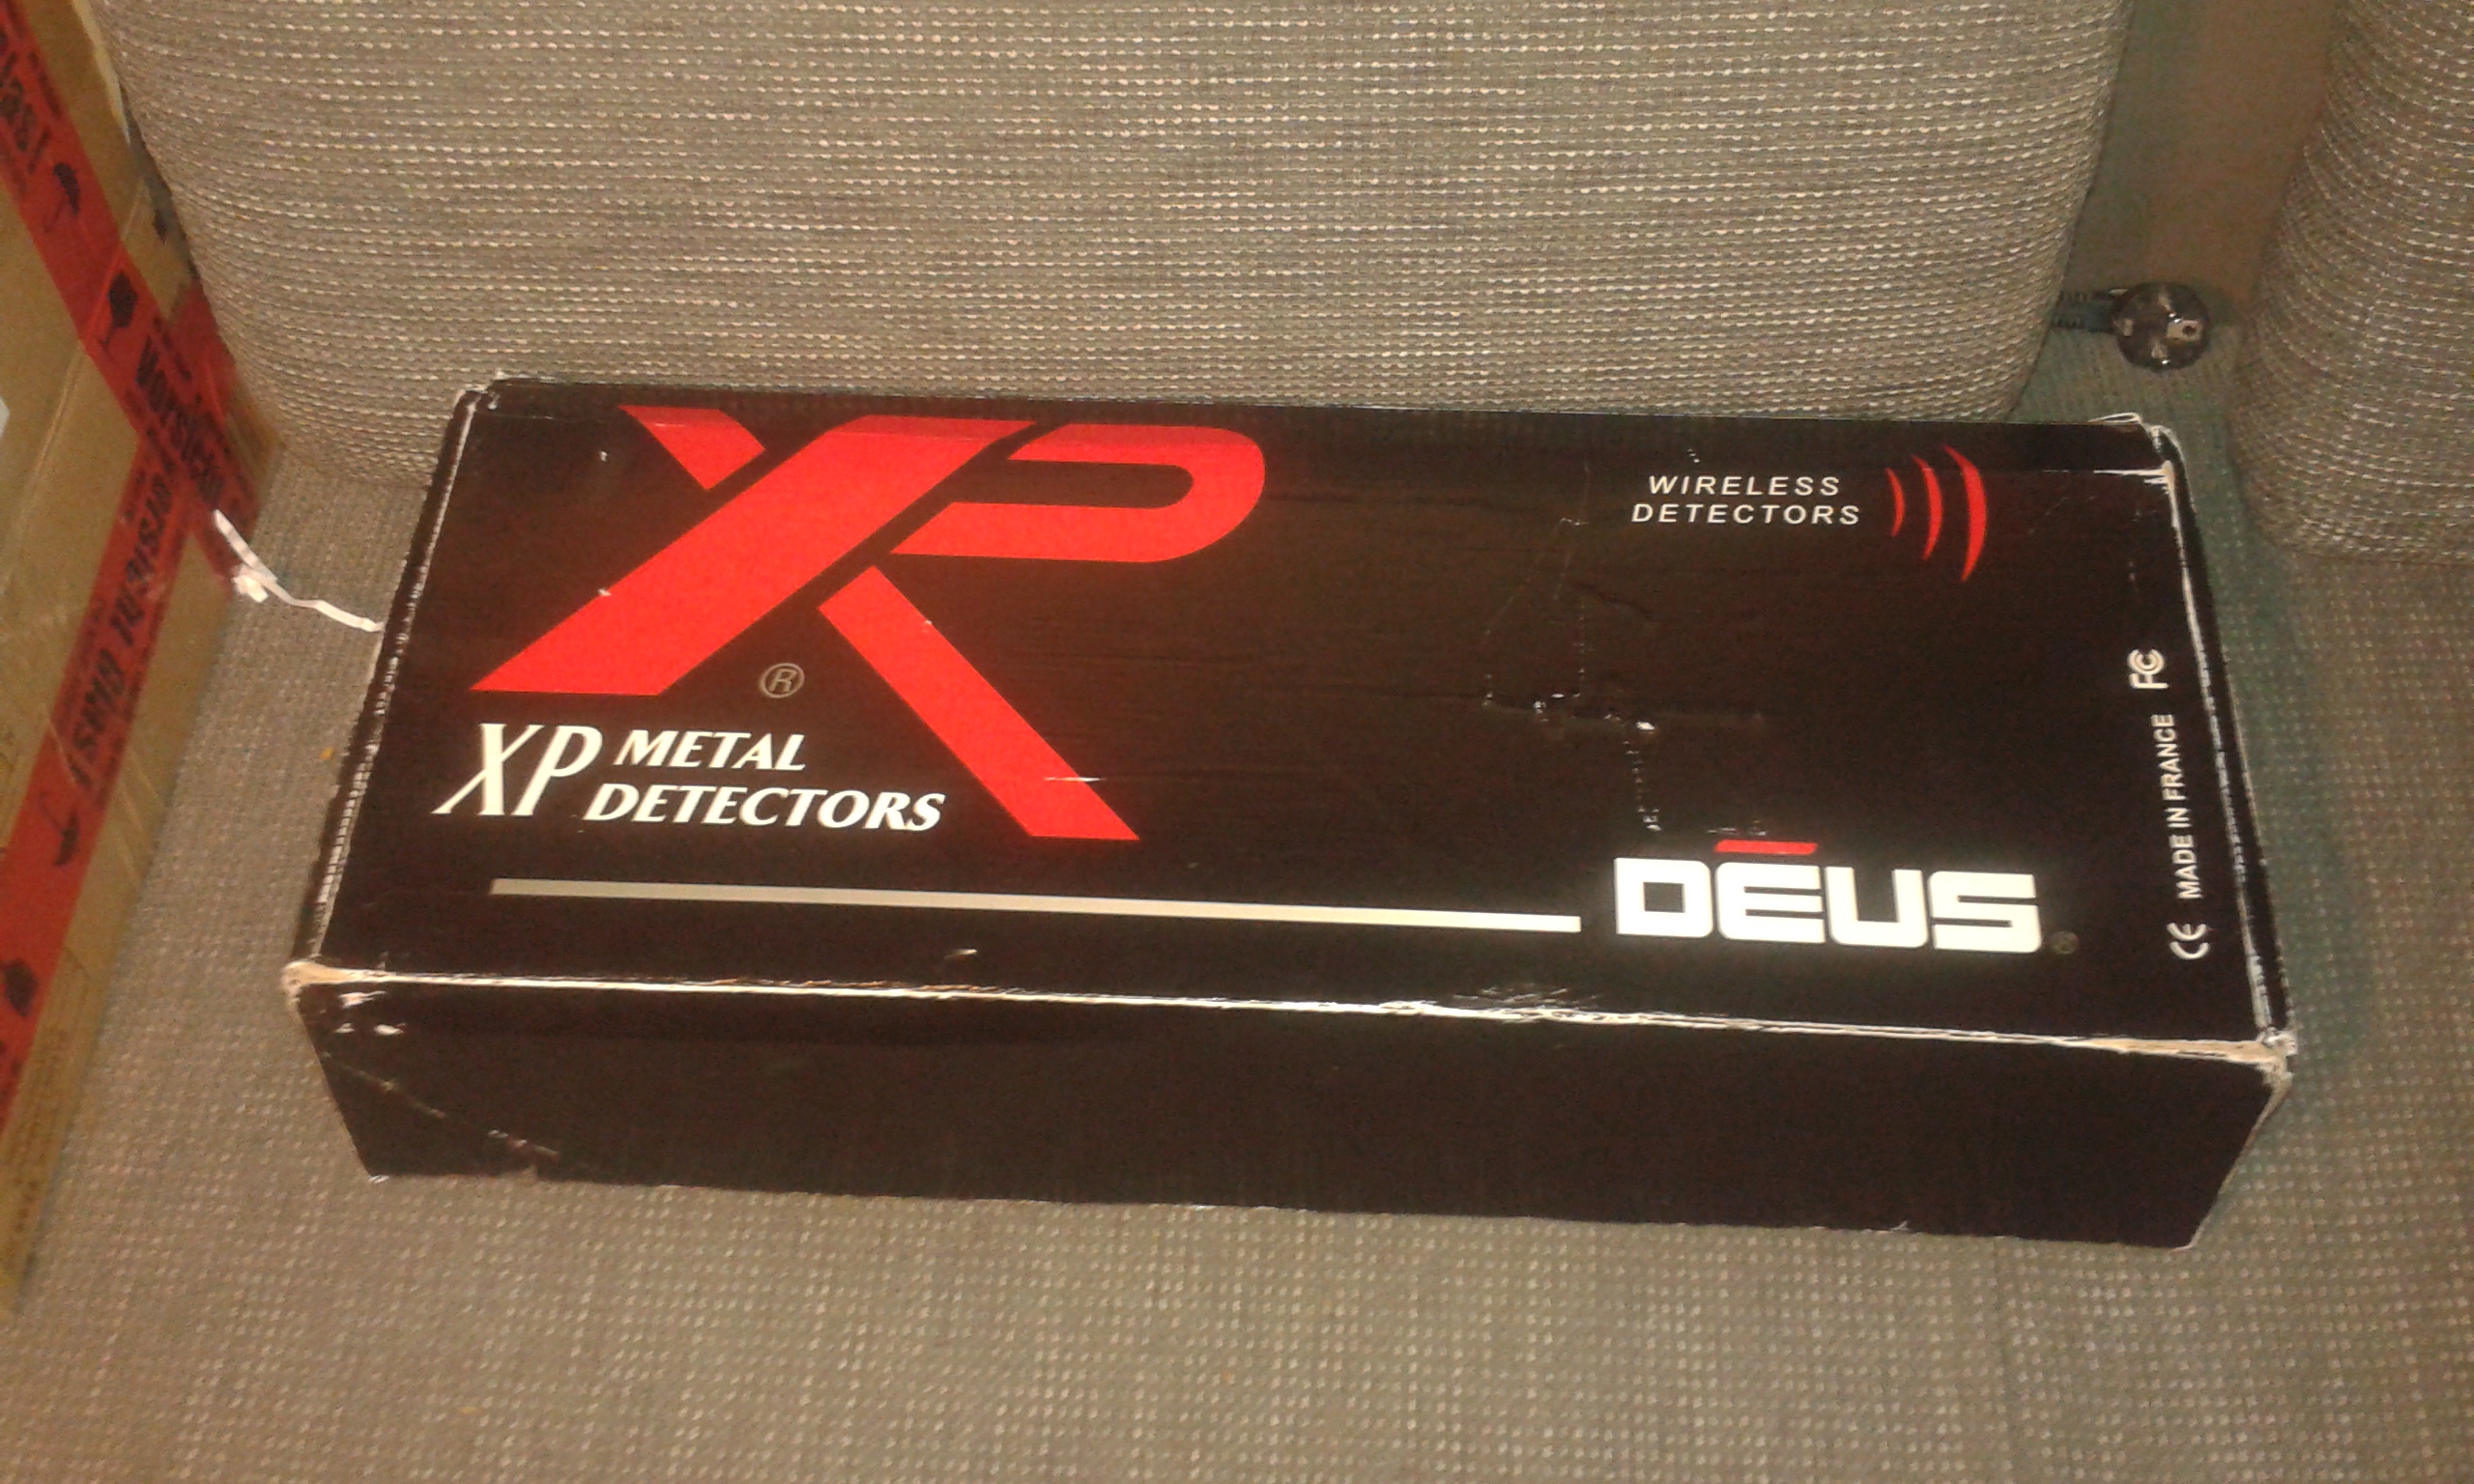 XP
WIRELESS
DETECTORS
®
XP METAL
DETECTORS
DEUS
CE MADE IN FRANCE FC